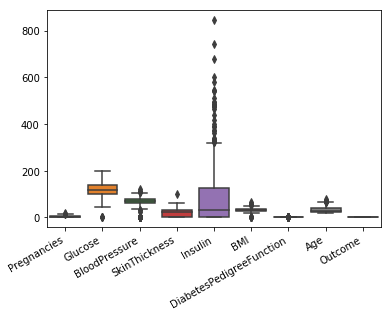 800
600
400
200
0
Pregnancies
Glucose
BloodPressure
SkinThickness
Insulin
BMI
DiabetesPedigreeFunction
Age
Outcome